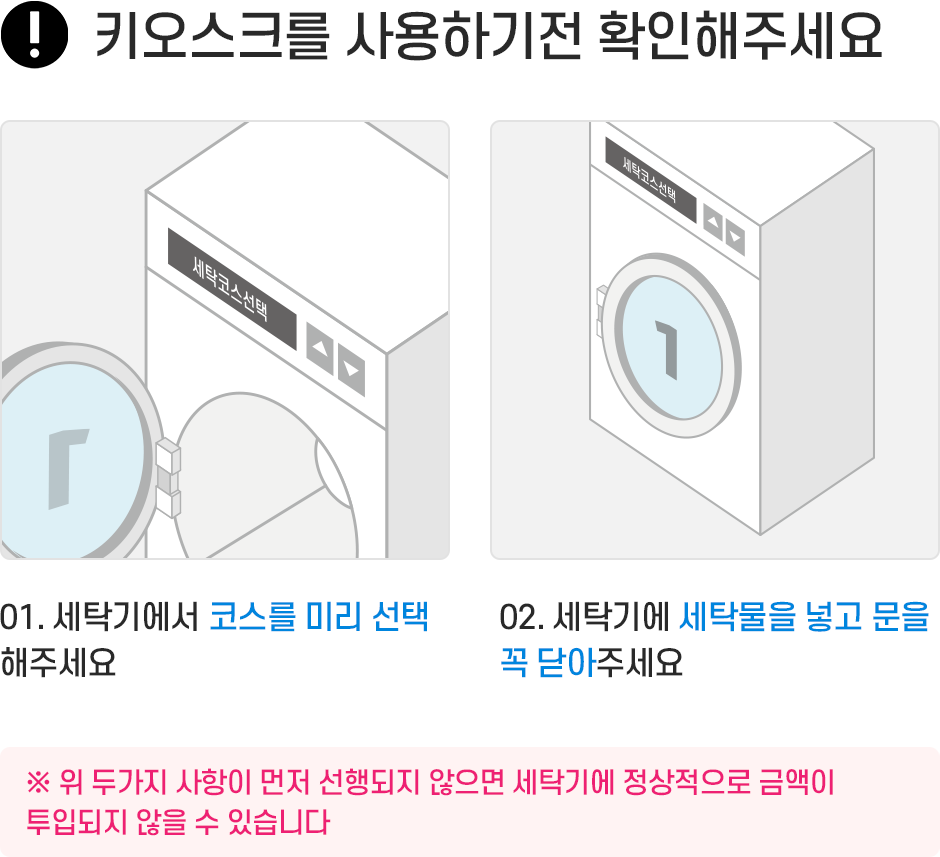 키오스크를 사용하기전 확인해주세요
세탁코스선택
세탁코스선택
1
1
01. 세탁기에서 코스를 미리 선택
해주세요
02. 세탁기에 세탁물을 넣고 문을
꼭 닫아주세요
※ 위 두가지 사항이 먼저 선행되지 않으면 세탁기에 정상적으로 금액이
투입되지 않을 수 있습니다